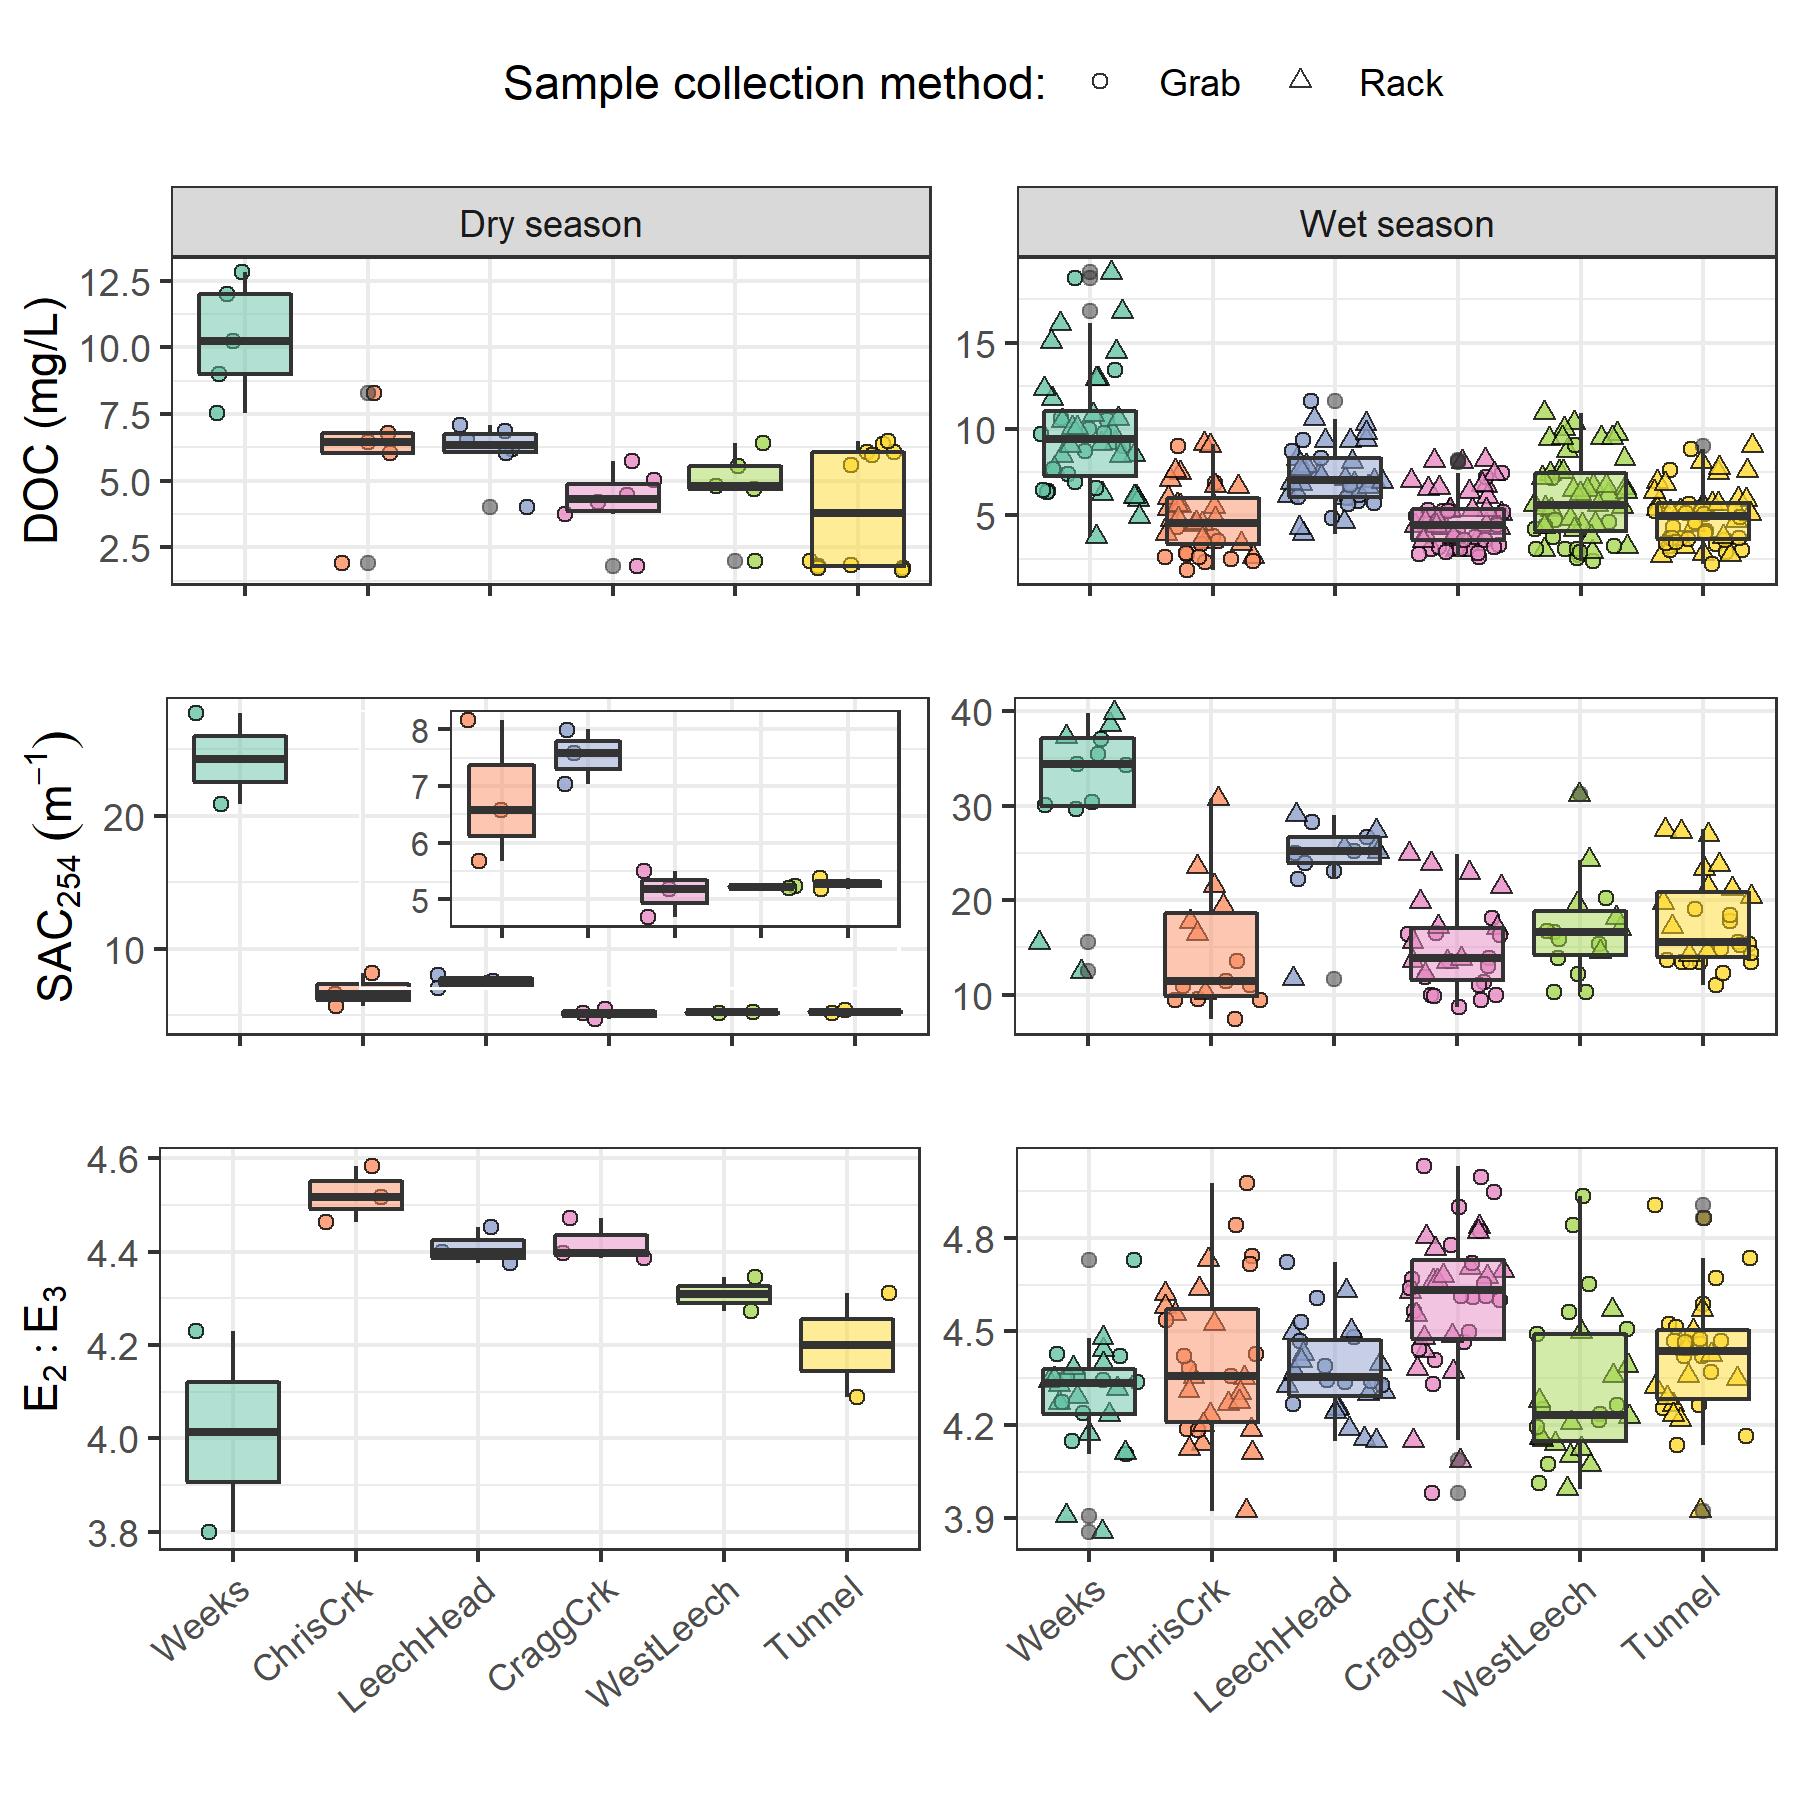 Sample collection method: Grab Rack
Dry season
Wet season
DOC (mg/L)
12.5
10.0
7.5
5.0
2.5
15
10
5
SAC254 (m−1)
20
10
8
7
6
5
40
30
20
10
E2 : E3
4.6
4.4
4.2
4.0
3.8
4.8
4.5
4.2
3.9
Weeks
ChrisCrk
LeechHead
CraggCrk
WestLeech
Tunnel
Weeks
ChrisCrk
LeechHead
CraggCrk
WestLeech
Tunnel